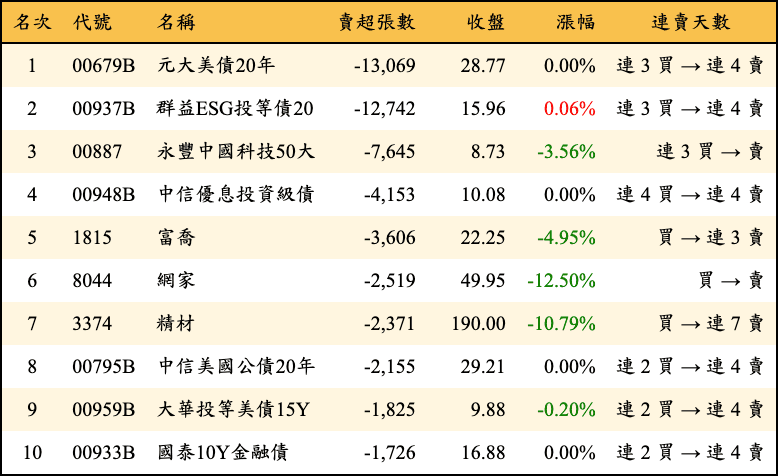 名次 代號 名稱 賣超張數 收盤 漲幅 連賣天數
1 00679B 元大美債20年 -13,069 28.77 0.00% 連 3 買 → 連 4 賣
2 00937B 群益ESG投等債20 -12,742 15.96 0.06% 連 3 買 → 連 4 賣
3 00887 永豐中國科技50大 -7,645 8.73 -3.56% 連 3 買 → 賣
4 00948B 中信優息投資級債 -4,153 10.08 0.00% 連 4 買 → 連 4 賣
5 1815 富喬 -3,606 22.25 -4.95% 買 → 連 3 賣
6 8044 網家 -2,519 49.95 -12.50% 買 → 賣
7 3374 精材 -2,371 190.00 -10.79% 買 → 連 7 賣
8 00795B 中信美國公債20年 -2,155 29.21 0.00% 連 2 買 → 連 4 賣
9 00959B 大華投等美債15Y -1,825 9.88 -0.20% 連 2 買 → 連 4 賣
10 00933B 國泰10Y金融債 -1,726 16.88 0.00% 連 2 買 → 連 4 賣